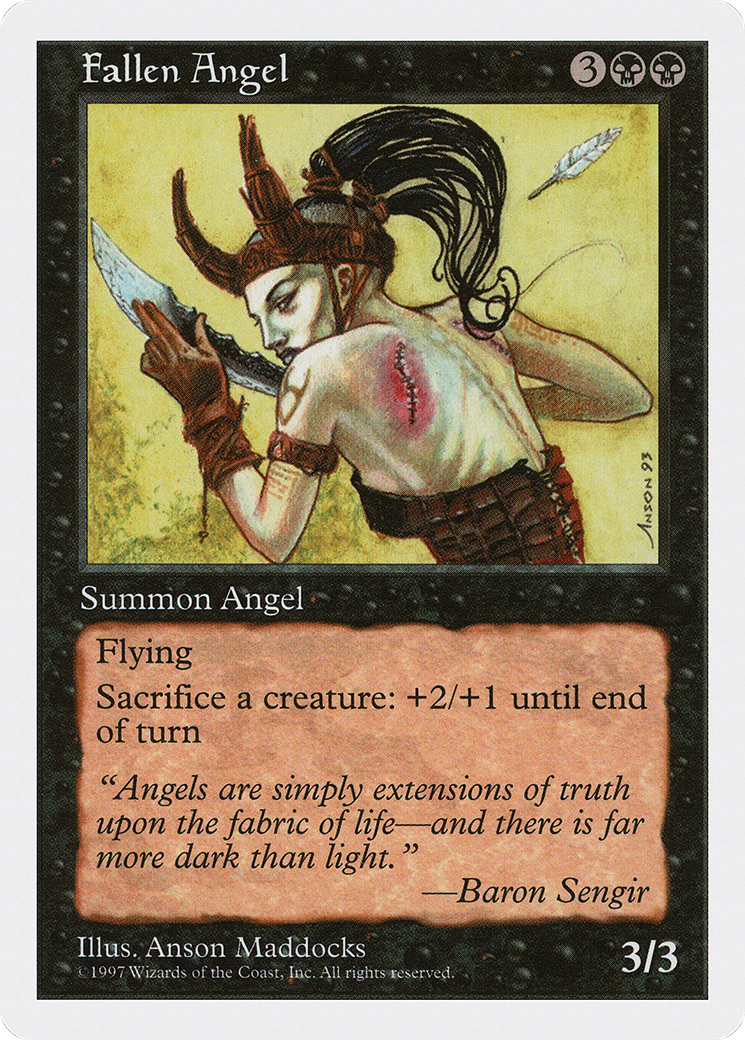 Fallen Angel
3
ANSON 93
Summon Angel
Flying
Sacrifice a creature: +2/+1 until end
of turn
“Angels are simply extensions of truth
upon the fabric of life—and there is far
more dark than light.”
—Baron Sengir
Illus. Anson Maddocks
©1997 Wizards of the Coast, Inc. All rights reserved.
3/3